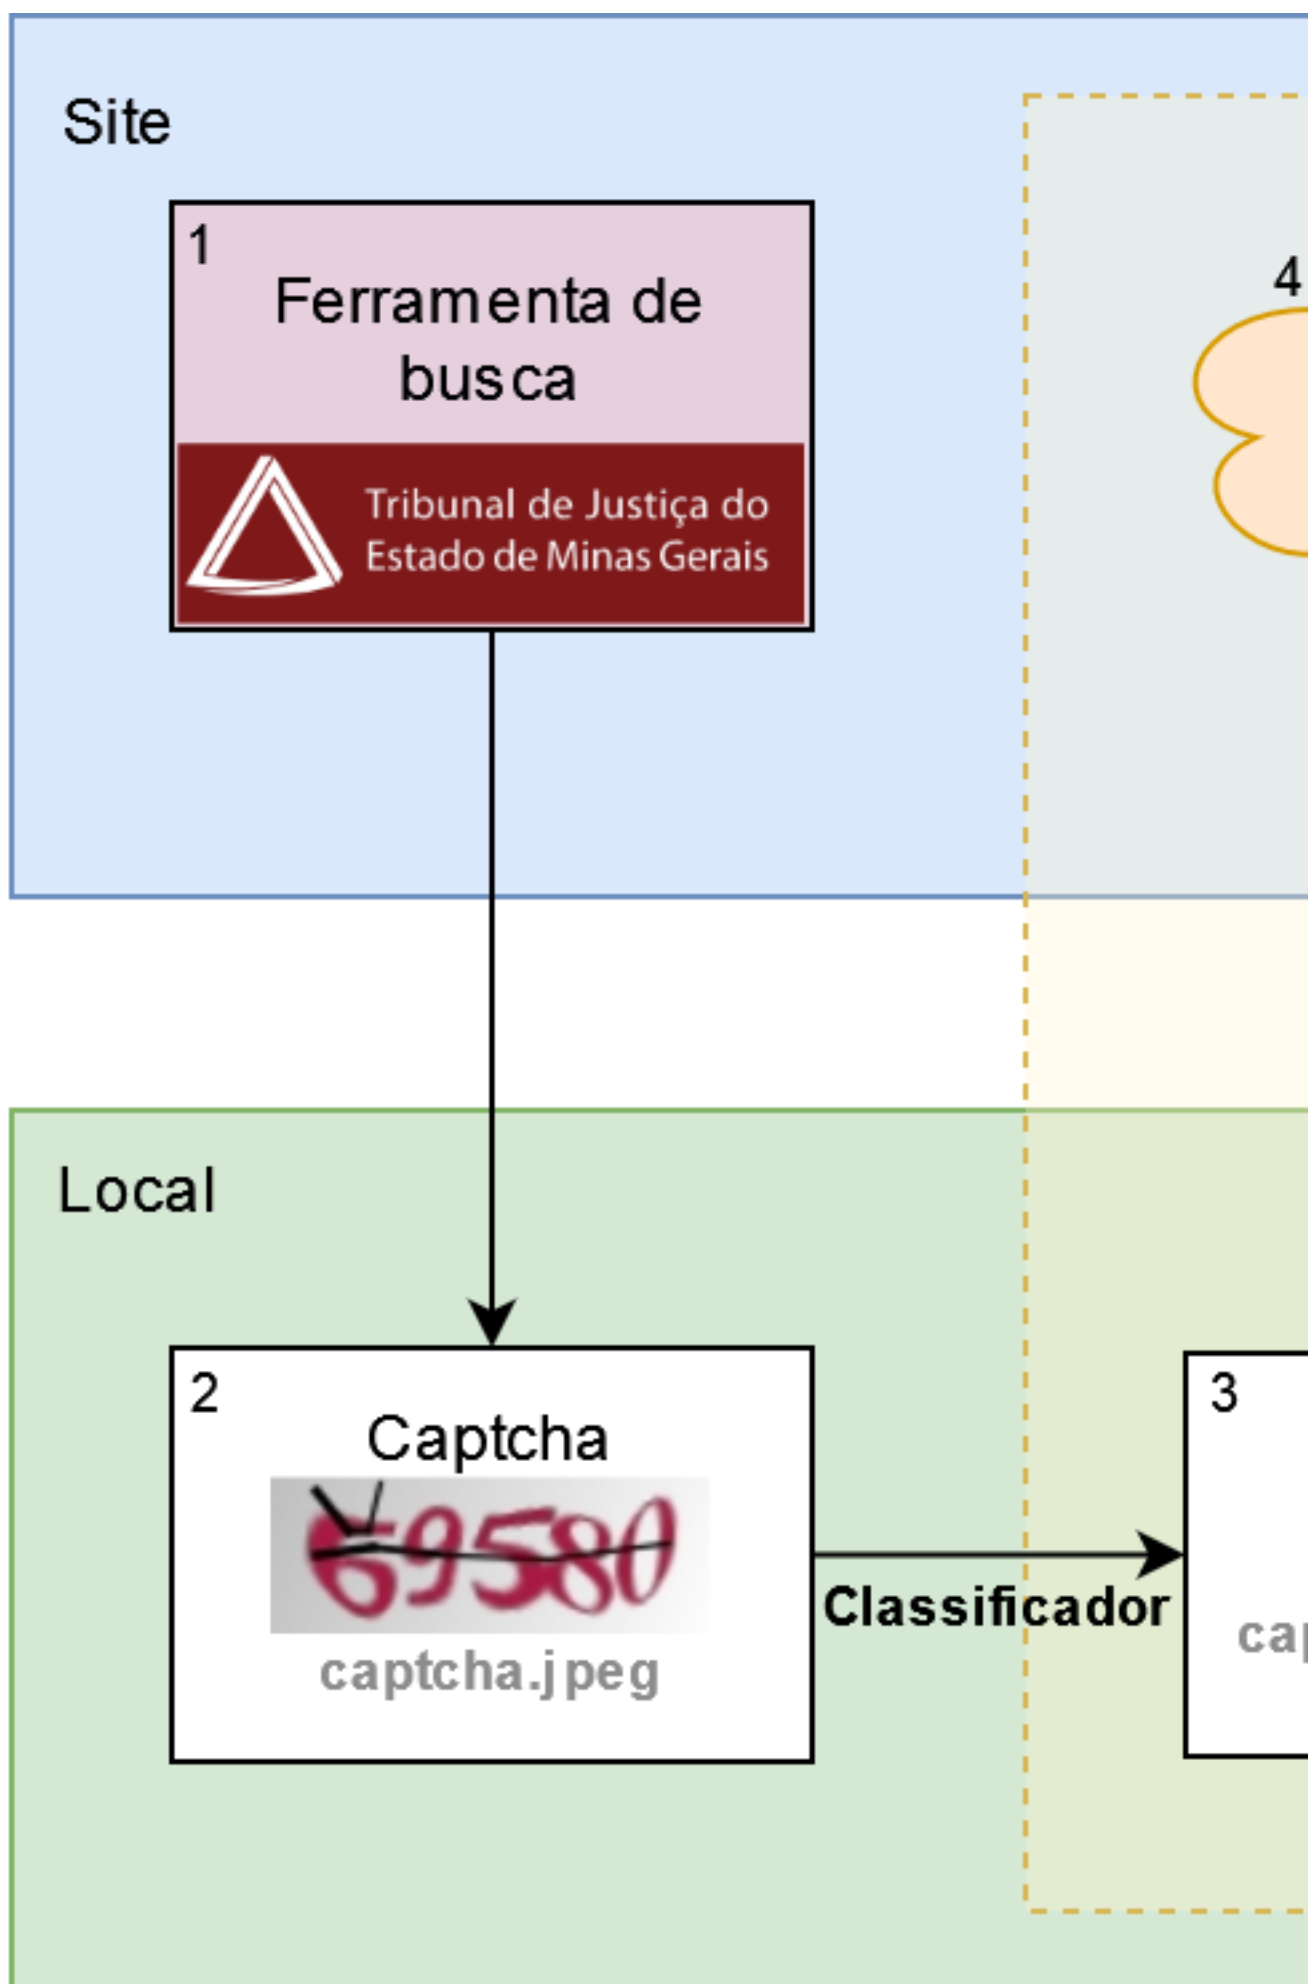 Site
1
Ferramenta de
busca
Tribunal de Justiça do
Estado de Minas Gerais
4
Local
2
Captcha
69580
captcha.jpeg
Classificador
3
cap